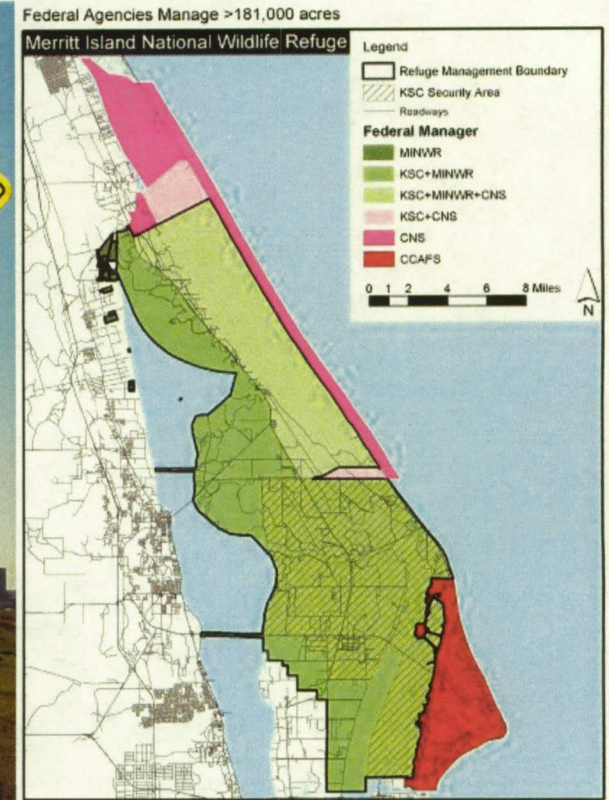 Federal Agencies Manage >181,000 acres
Merritt Island National Wildlife Refuge
Legend
Refuge Management Boundary
KSC Security Area
Roadways
Federal Manager
MINWR
KSC+MINWR
KSC+MINWR+CNS
KSC+CNS
CNS
CCAFS
0 1 2 4 6 8 Miles
N